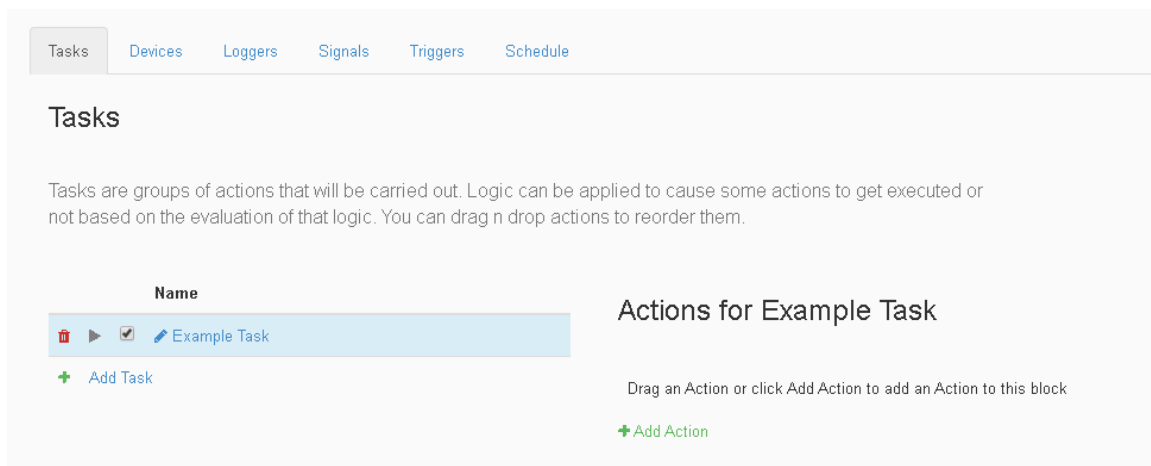 Tasks Devices Loggers Signals Triggers Schedule
Tasks
Tasks are groups of actions that will be carried out. Logic can be applied to cause some actions to get executed or
not based on the evaluation of that logic. You can drag n drop actions to reorder them.
Name
Example Task
Add Task
Actions for Example Task
Drag an Action or click Add Action to add an Action to this block
Add Action